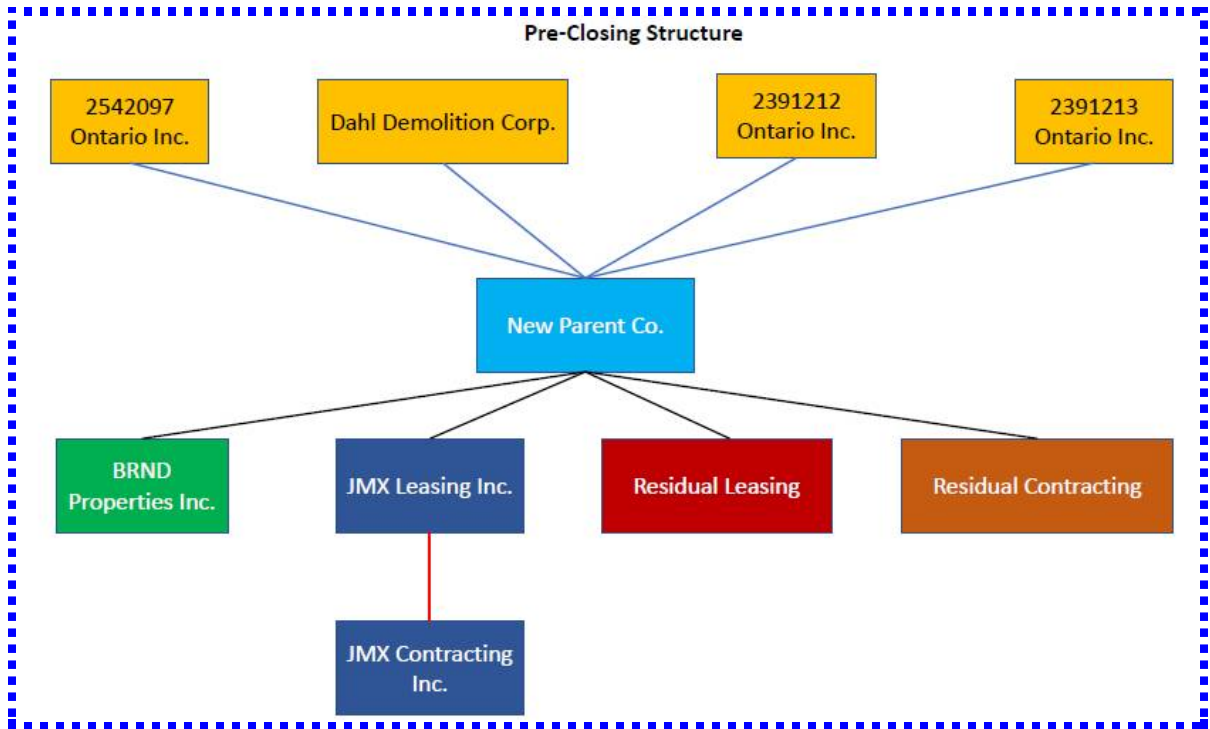 Pre-Closing Structure
2542097
Ontario Inc.
Dahl Demolition Corp.
2391212
Ontario Inc.
2391213
Ontario Inc.
New Parent Co.
BRND
Properties Inc.
JMX Leasing Inc.
Residual Leasing
Residual Contracting
JMX Contracting
Inc.